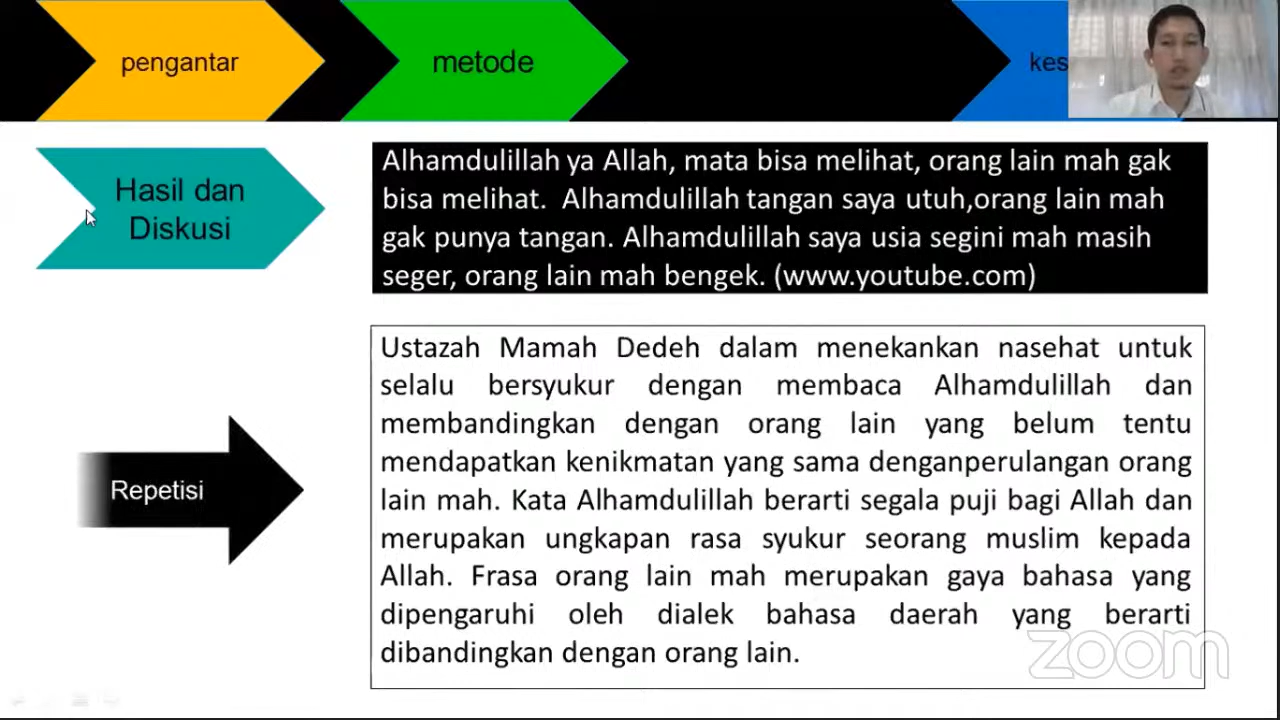 pengantar
metode
kes
Hasil dan
Diskusi
Alhamdulillah ya Allah, mata bisa melihat, orang lain mah gak
bisa melihat.  Alhamdulillah tangan saya utuh,orang lain mah
gak punya tangan. Alhamdulillah saya usia segini mah masih
seger, orang lain mah bengek. (www.youtube.com)
Repetisi
Ustazah Mamah Dedeh dalam menekankan nasehat untuk
selalu bersyukur dengan membaca Alhamdulillah dan
membandingkan dengan orang lain yang belum tentu
mendapatkan kenikmatan yang sama denganperulangan orang
lain mah. Kata Alhamdulillah berarti segala puji bagi Allah dan
merupakan ungkapan rasa syukur seorang muslim kepada
Allah. Frasa orang lain mah merupakan gaya bahasa yang
dipengaruhi oleh dialek bahasa daerah yang berarti
dibandingkan dengan orang lain.
zoom